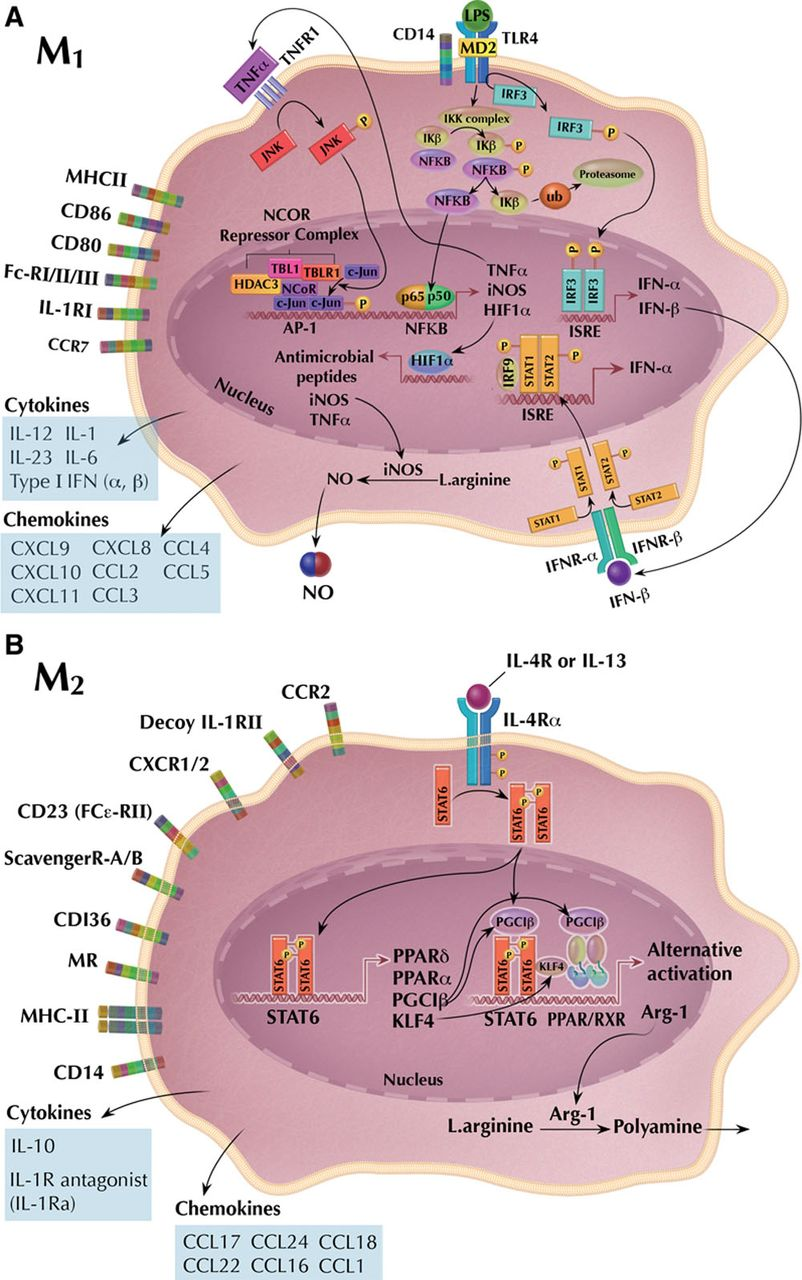 A
M1
TNFR1
TNFα
CD14
LPS
MD2
TLR4
IRF3
IRF3
P
JNK
JNK
P
IKK complex
IKβ
IKβ
P
NFKB
NFKB
P
NFKB
IKβ
ub
Proteasome
MHCII
CD86
CD80
Fc-RI/II/III
IL-1RI
CCR7
NCOR
Repressor Complex
TBL1
TBLR1
c-Jun
HDAC3
NCoR
c-Jun
c-Jun
P
AP-1
p65
p50
NFKB
TNFα
iNOS
HIF1α
P
P
IRF3
IRF3
ISRE
IFN-α
IFN-β
Antimicrobial
peptides
HIF1α
iNOS
TNFα
P
IRF9
STAT1
STAT2
P
ISRE
IFN-α
Nucleus
iNOS
NO
L.arginine
NO
P
STAT1
STAT2
P
STAT1
STAT2
IFNR-α
IFNR-β
IFN-β
Cytokines
IL-12 IL-1
IL-23 IL-6
Type I IFN (α, β)
Chemokines
CXCL9 CXCL8 CCL4
CXCL10 CCL2 CCL5
CXCL11 CCL3
B
M2
IL-4R or IL-13
IL-4Rα
CCR2
Decoy IL-1RII
CXCR1/2
CD23 (FCε-RII)
ScavengerR-A/B
CDI36
MR
MHC-II
CD14
P
P
STAT6
STAT6
P
P
STAT6
STAT6
P
P
STAT6
STAT6
PPARδ
PPARα
PGCIβ
KLF4
PGCIβ
PGCIβ
STAT6
P
P
STAT6
KLF4
STAT6
PPAR/RXR
Alternative
activation
Arg-1
Nucleus
Arg-1
L.arginine
Polyamine
Cytokines
IL-10
IL-1R antagonist
(IL-1Ra)
Chemokines
CCL17 CCL24 CCL18
CCL22 CCL16 CCL1